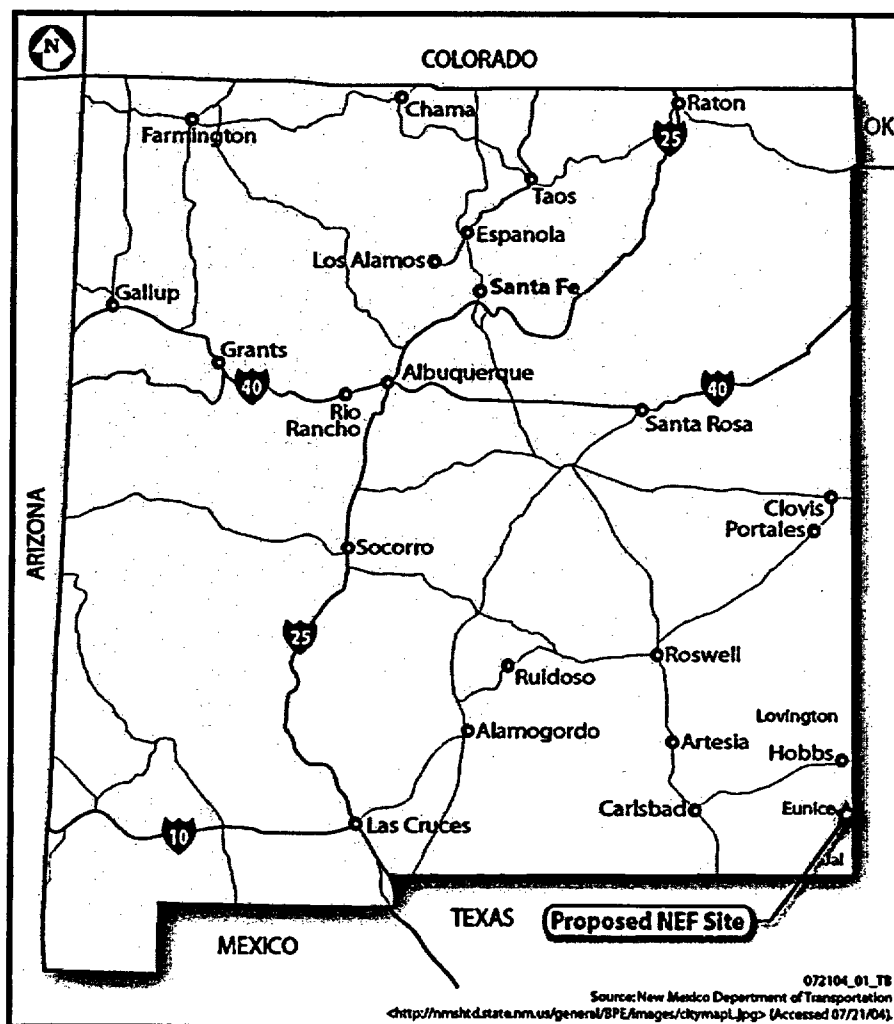 N
COLORADO
OK
Chama
Raton
Farmington
25
Taos
Espanola
Los Alamos
Santa Fe
Gallup
Grants
40
Albuquerque
40
Rio
Rancho
Santa Rosa
ARIZONA
Clovis
Portales
Socorro
25
Roswell
Ruidoso
Lovington
Alamogordo
Artesia
Hobbs
Carlsbad
Eunice
10
Las Cruces
Jal
TEXAS
Proposed NEF Site
MEXICO
072104_01_TB
Source: New Mexico Department of Transportation
<http://nmshtd.state.nm.us/general/BPE/images/citymapL.jpg> (Accessed 07/21/04).